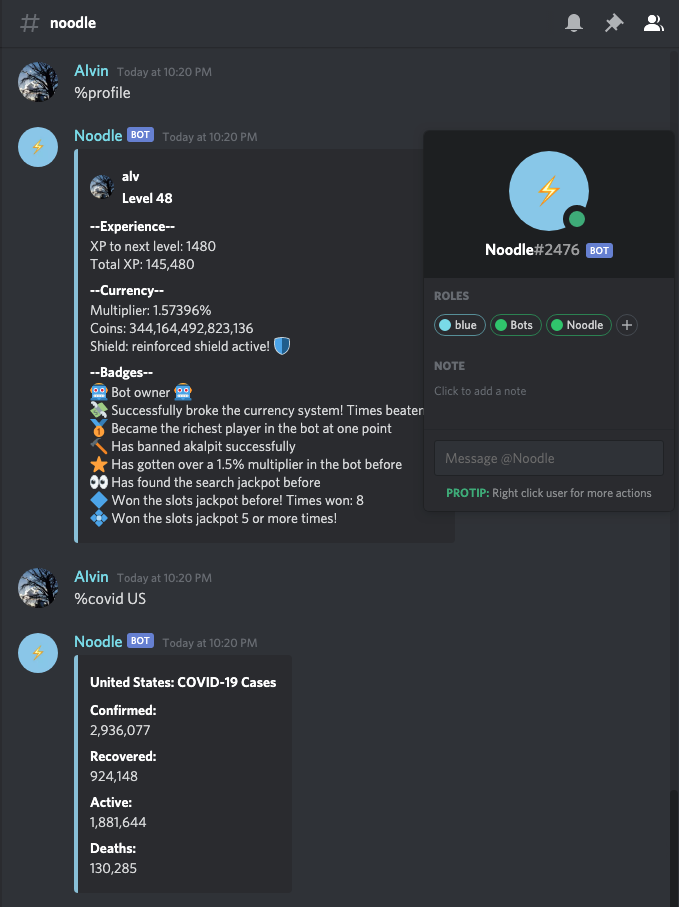 noodle
Alvin Today at 10:20 PM
%profile
Noodle BOT Today at 10:20 PM
alv
Level 48
--Experience--
XP to next level: 1480
Total XP: 145,480
--Currency--
Multiplier: 1.57396%
Coins: 344,164,492,823,136
Shield: reinforced shield active!
--Badges--
Bot owner
Successfully broke the currency system! Times beaten
Became the richest player in the bot at one point
Has banned akalpit successfully
Has gotten over a 1.5% multiplier in the bot before
Has found the search jackpot before
Won the slots jackpot before! Times won: 8
Won the slots jackpot 5 or more times!
Noodle#2476 BOT
ROLES
blue Bots Noodle +
NOTE
Click to add a note
Message @Noodle
PROTIP: Right click user for more actions
Alvin Today at 10:20 PM
%covid US
Noodle BOT Today at 10:20 PM
United States: COVID-19 Cases
Confirmed:
2,936,077
Recovered:
924,148
Active:
1,881,644
Deaths:
130,285